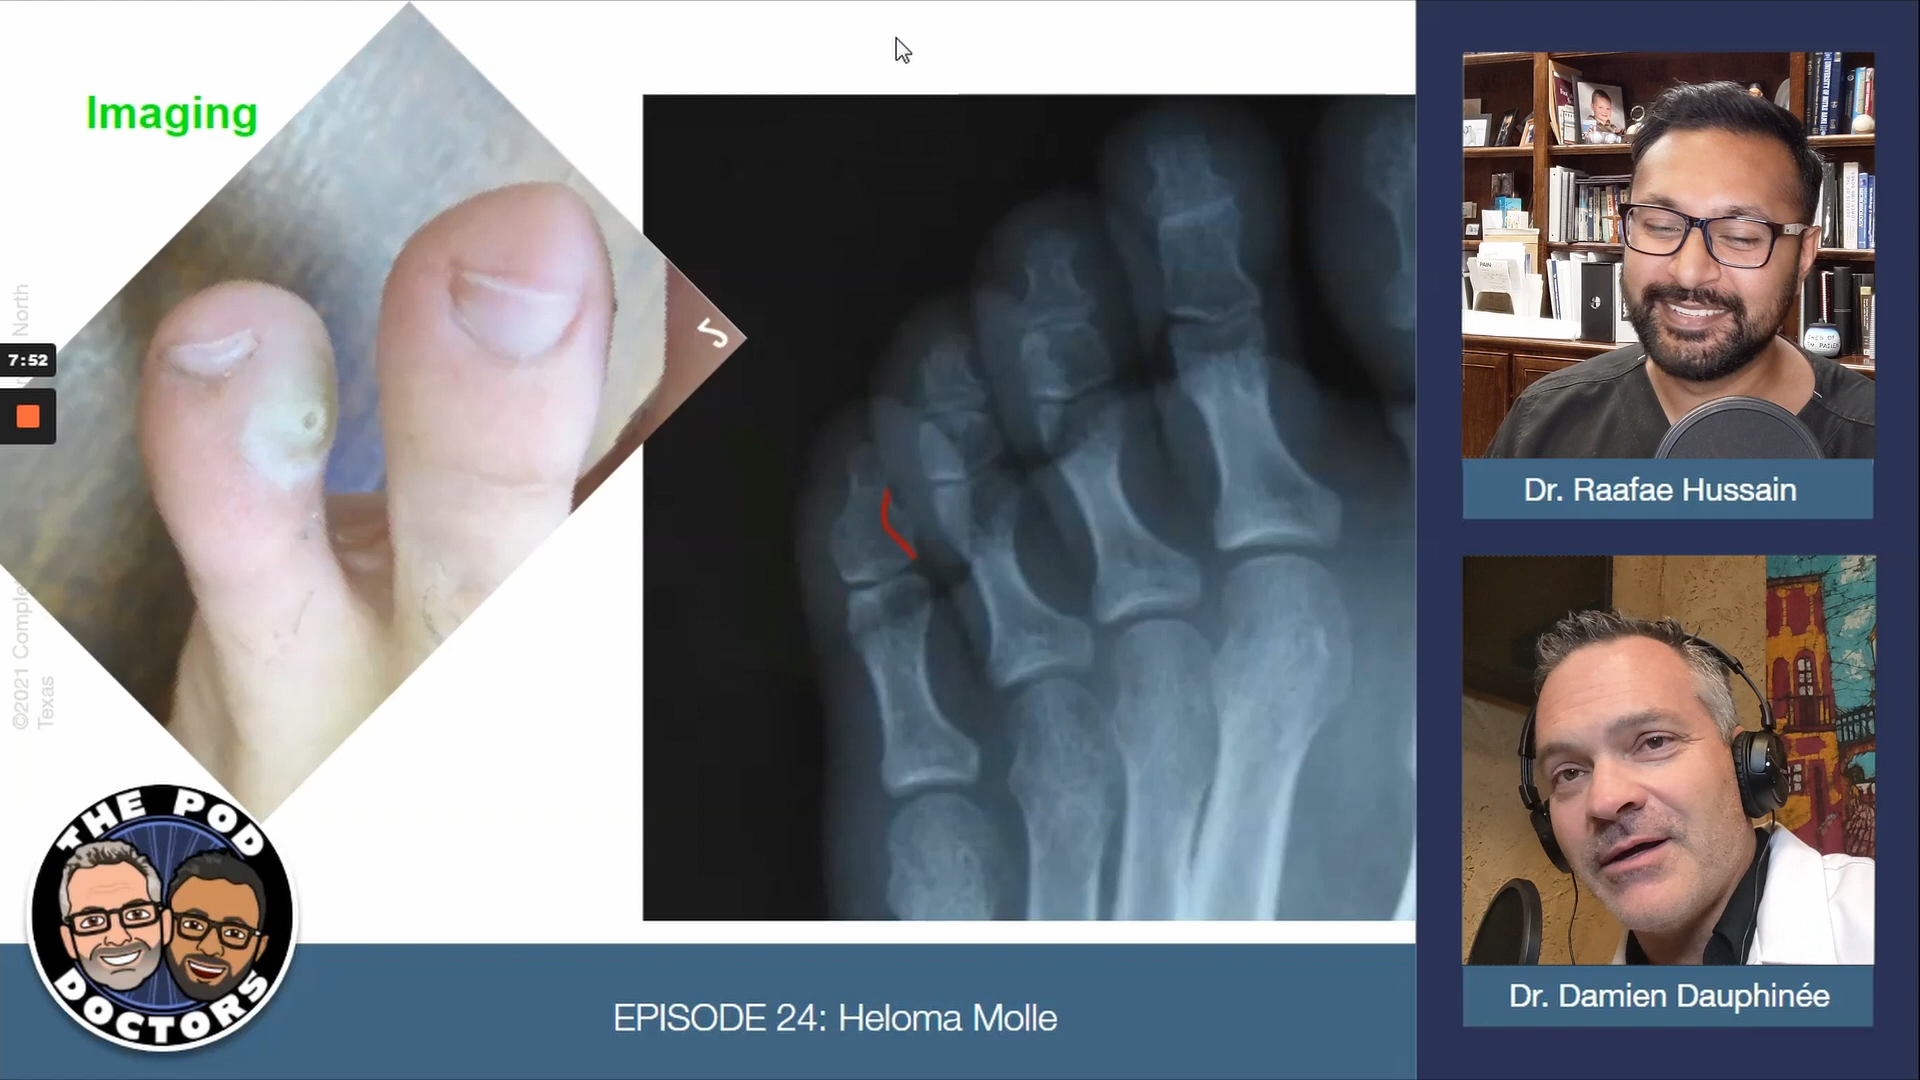 Imaging
North
7:52
©2021 Comple
Texas
THE POD
DOCTORS
EPISODE 24: Heloma Molle
Dr. Raafae Hussain
Dr. Damien Dauphinée
PAIN